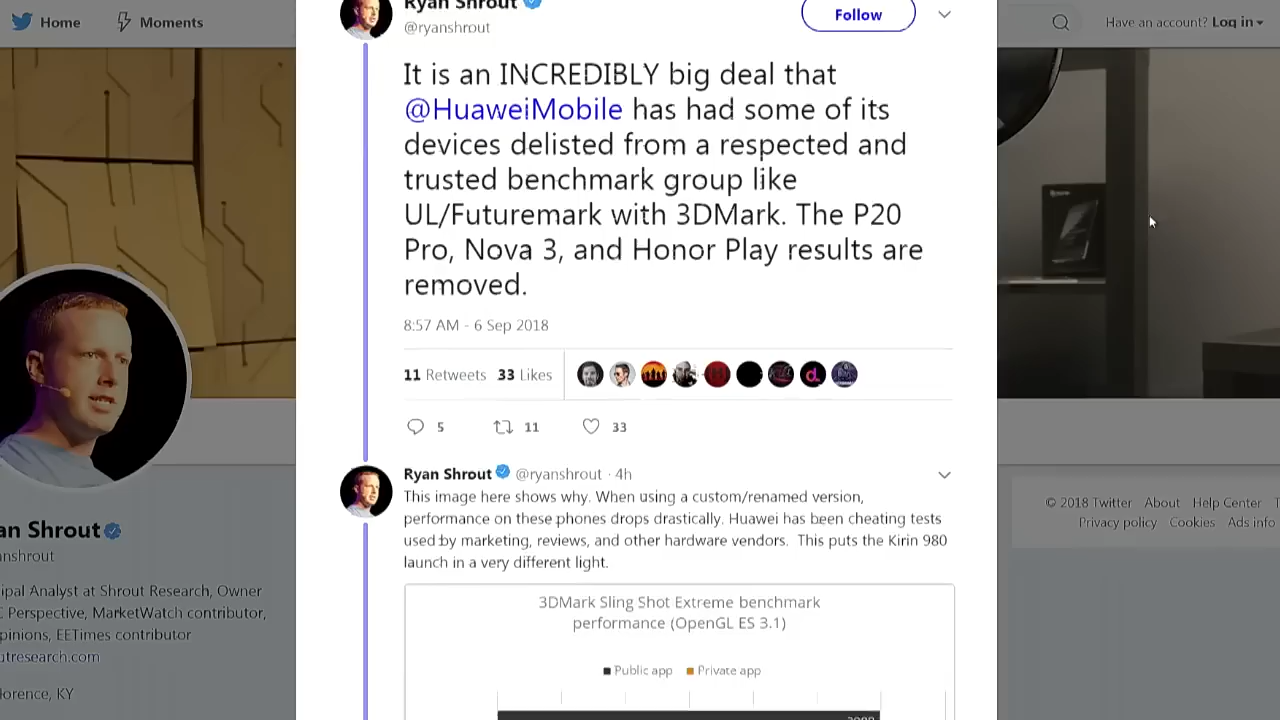 Home
Moments
Have an account? Log in
Ryan Shrout
@ryanshrout
Follow
It is an INCREDIBLY big deal that
@HuaweiMobile has had some of its
devices delisted from a respected and
trusted benchmark group like
UL/Futuremark with 3DMark. The P20
Pro, Nova 3, and Honor Play results are
removed.
8:57 AM - 6 Sep 2018
11 Retweets 33 Likes
5 11 33
Ryan Shrout @ryanshrout · 4h
This image here shows why. When using a custom/renamed version,
performance on these phones drops drastically. Huawei has been cheating tests
used by marketing, reviews, and other hardware vendors. This puts the Kirin 980
launch in a very different light.
3DMark Sling Shot Extreme benchmark
performance (OpenGL ES 3.1)
Public app Private app
an Shrout
anshrout
ipal Analyst at Shrout Research, Owner
C Perspective, MarketWatch contributor,
pinions, EETimes contributor
utresearch.com
lorence, KY
© 2018 Twitter About Help Center T
Privacy policy Cookies Ads info